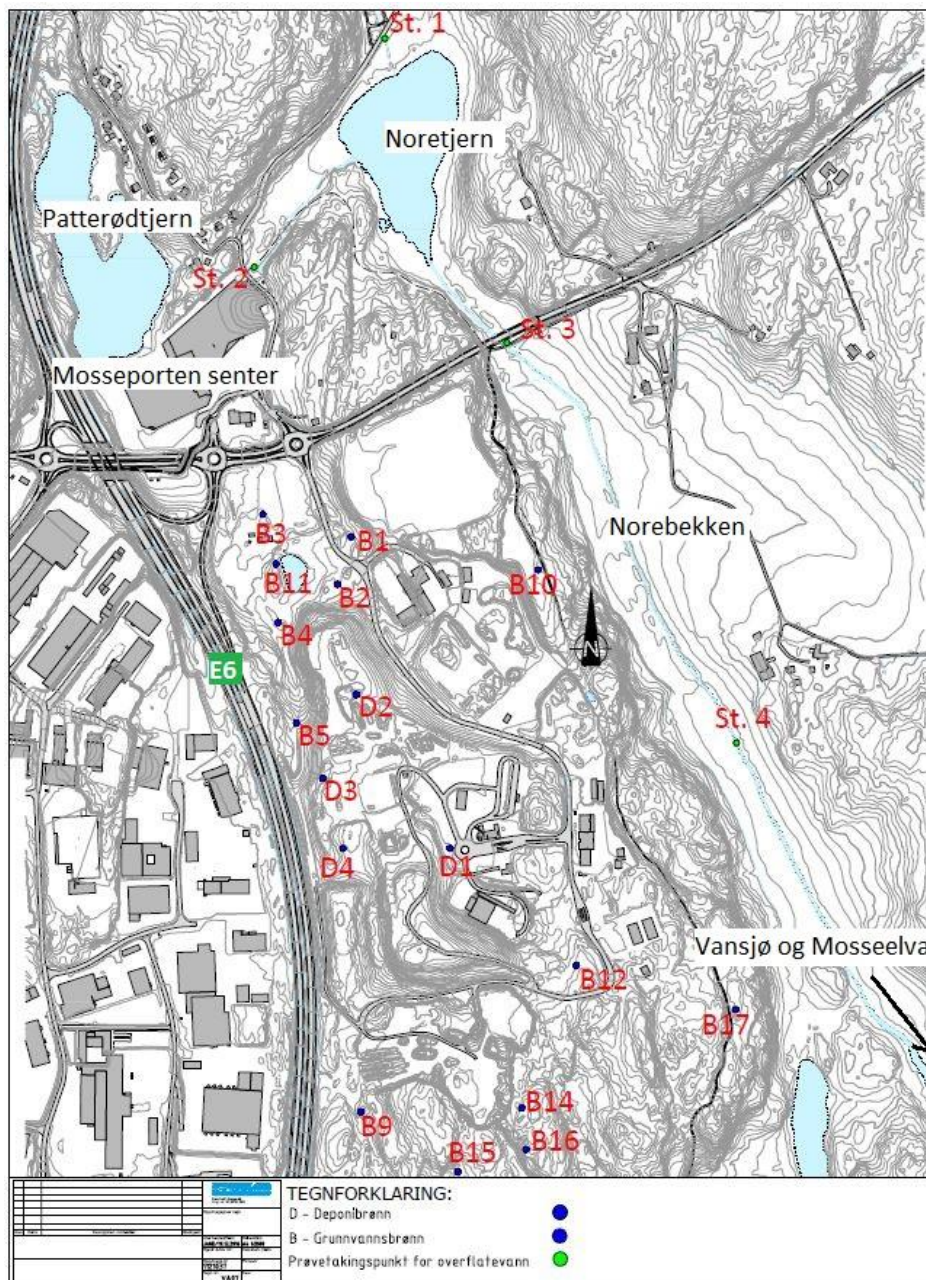 St. 1
Noretjern
Patterødtjern
St. 2
St. 3
Mosseporten senter
Norebekken
B3
B1
B11
B2
B10
B4
N
E6
D2
B5
St. 4
D3
D4
D1
Vansjø og Mosseelva
B12
B17
B14
B9
B16
B15
TEGNFORKLARING:
D - Deponibrønn
B - Grunnvannsbrønn
Prøvetakingspunkt for overflatevann